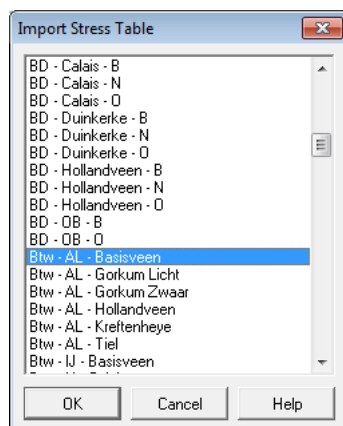 Import Stress Table
BD - Calais - B
BD - Calais - N
BD - Calais - O
BD - Duinkerke - B
BD - Duinkerke - N
BD - Duinkerke - O
BD - Hollandveen - B
BD - Hollandveen - N
BD - Hollandveen - O
BD - OB - B
BD - OB - O
Btw - AL - Basisveen
Btw - AL - Gorkum Licht
Btw - AL - Gorkum Zwaar
Btw - AL - Hollandveen
Btw - AL - Kreftenheye
Btw - AL - Tiel
Btw - IJ - Basisveen
OK
Cancel
Help